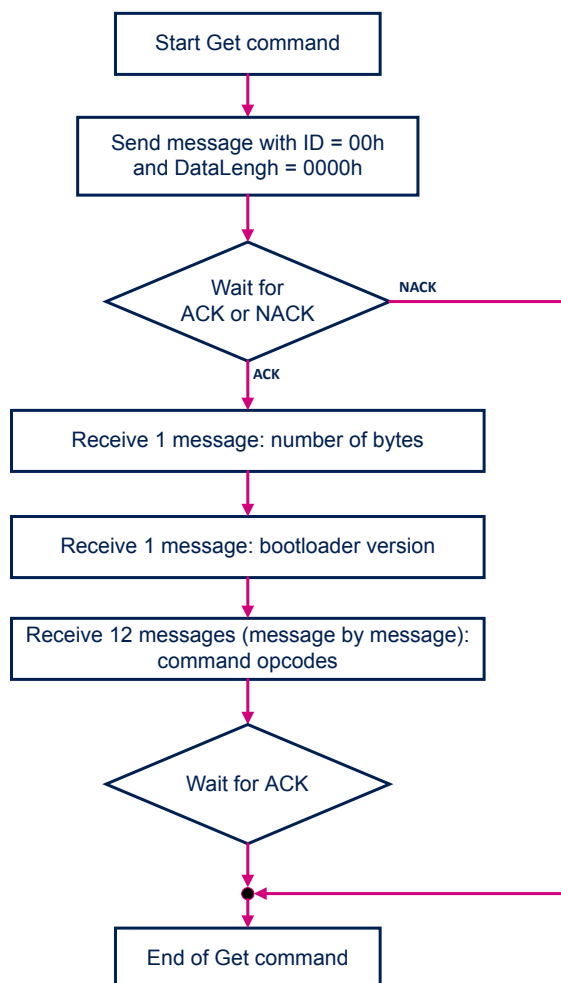 Start Get command
Send message with ID = 00h
and DataLengh = 0000h
Wait for
ACK or NACK
NACK
ACK
Receive 1 message: number of bytes
Receive 1 message: bootloader version
Receive 12 messages (message by message):
command opcodes
Wait for ACK
End of Get command